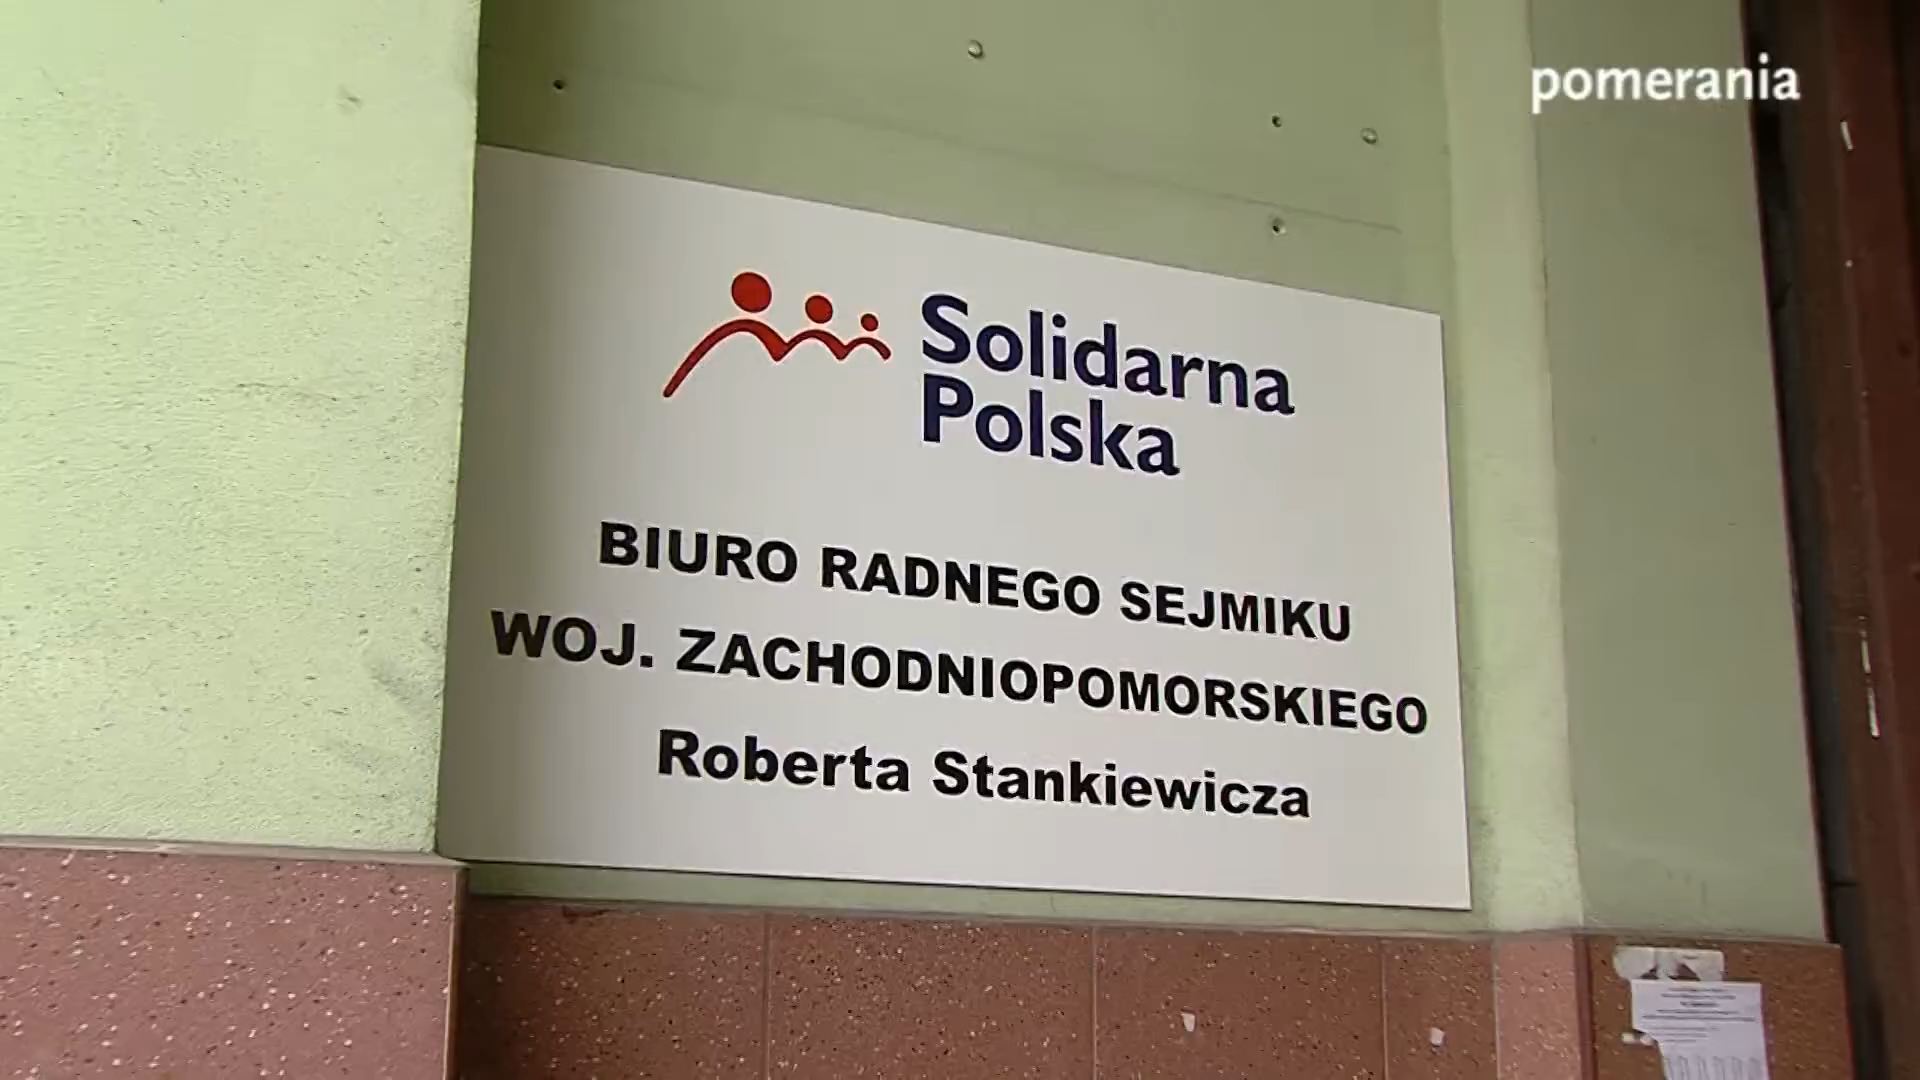 pomerania
Solidarna
Polska
BIURO RADNEGO SEJMIKU
WOJ. ZACHODNIOPOMORSKIEGO
Roberta Stankiewicza